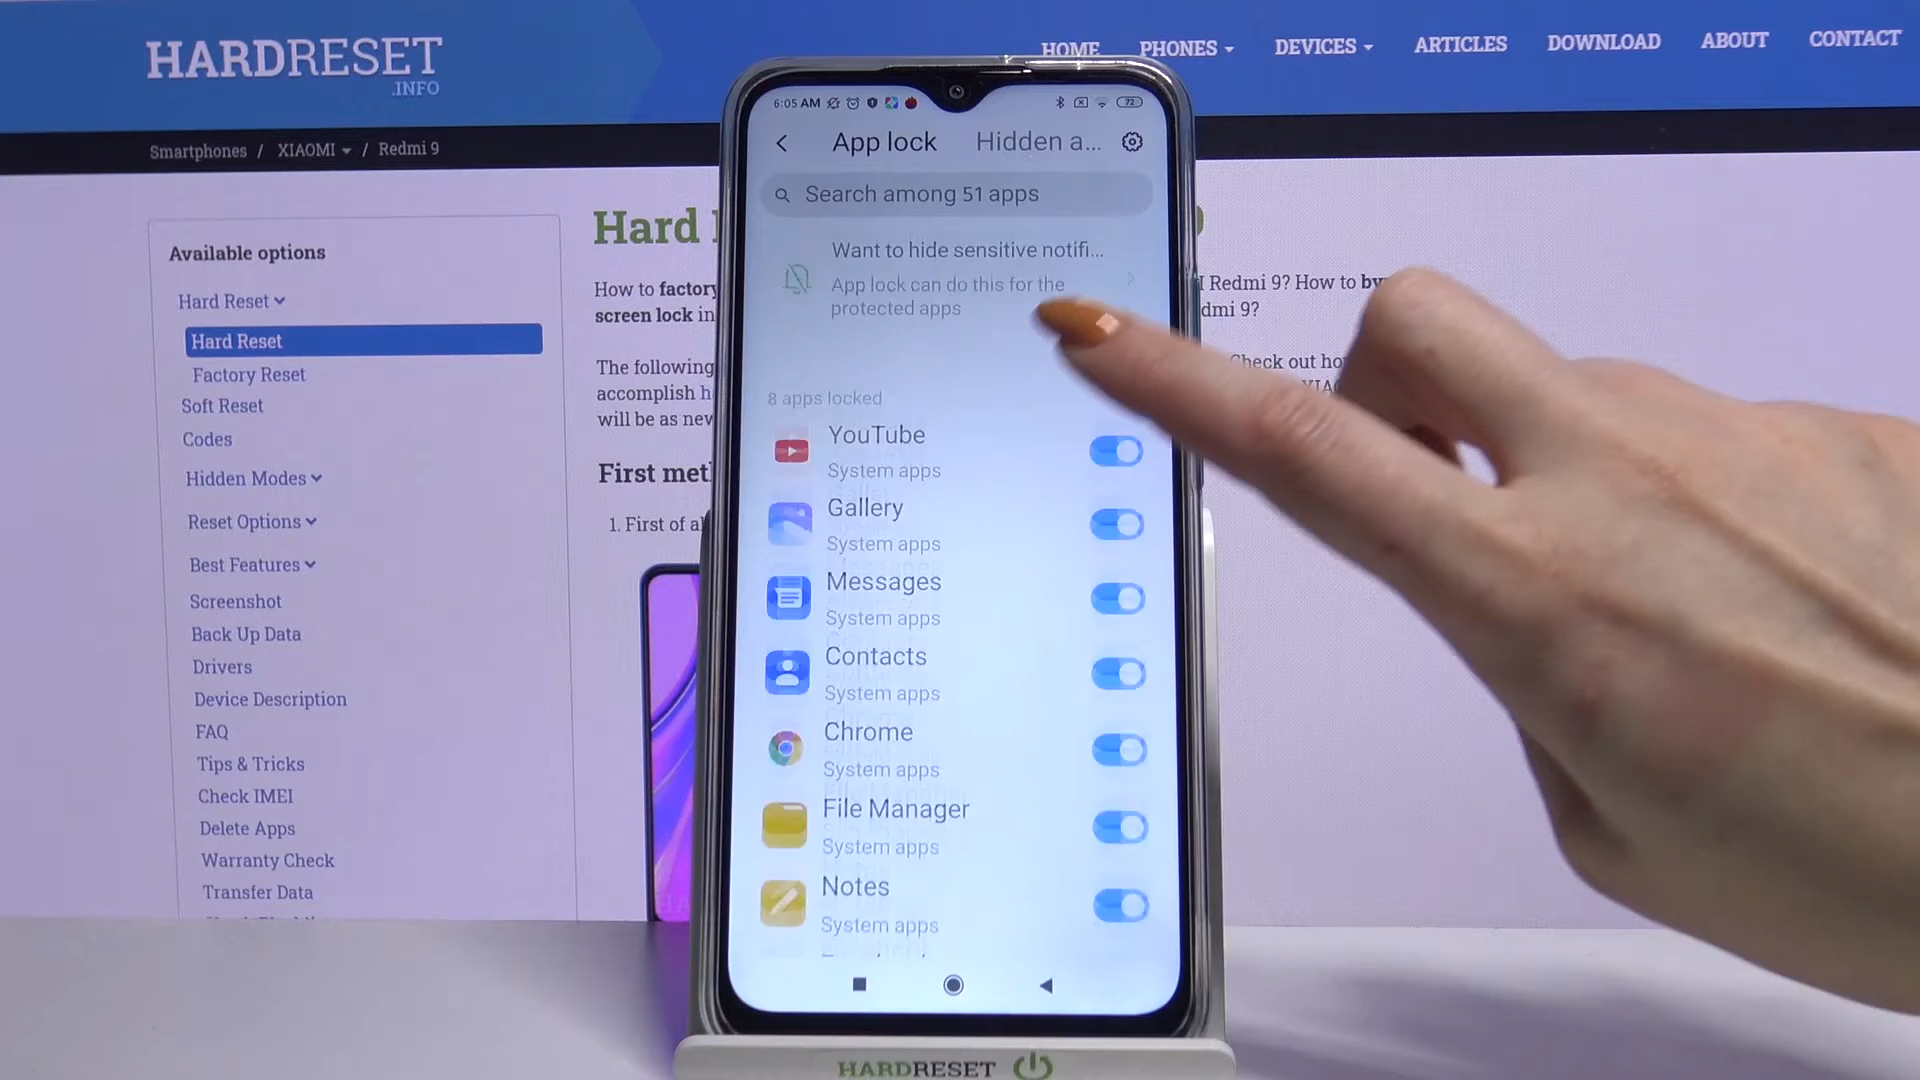 HARDRESET
.INFO
HOME
PHONES
DEVICES
ARTICLES
DOWNLOAD
ABOUT
CONTACT
Smartphones / XIAOMI / Redmi 9
Available options
Hard Reset
Hard Reset
Factory Reset
Soft Reset
Codes
Hidden Modes
Reset Options
Best Features
Screenshot
Back Up Data
Drivers
Device Description
FAQ
Tips & Tricks
Check IMEI
Delete Apps
Warranty Check
Transfer Data
Hard
How to factory
screen lock in
The following
accomplish
will be as new
First
1. First of
Redmi 9? How to
9?
Check out
6:05 AM
72
App lock
Hidden a...
Search among 51 apps
Want to hide sensitive notifi...
App lock can do this for the
protected apps
8 apps locked
YouTube
System apps
Gallery
System apps
Messages
System apps
Contacts
System apps
Chrome
System apps
File Manager
System apps
Notes
System apps
HARDRESET